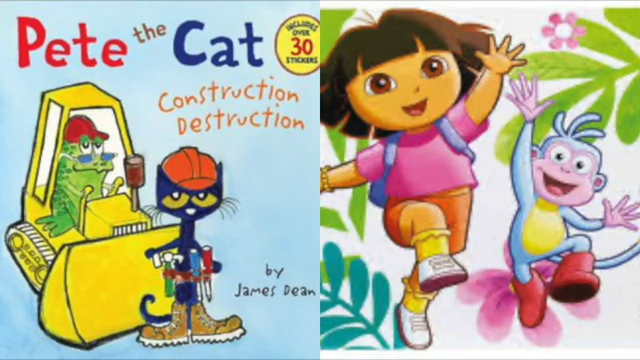 Pete the Cat
INCLUDES
OVER
30
STICKERS
Construction
Destruction
by
James Dean